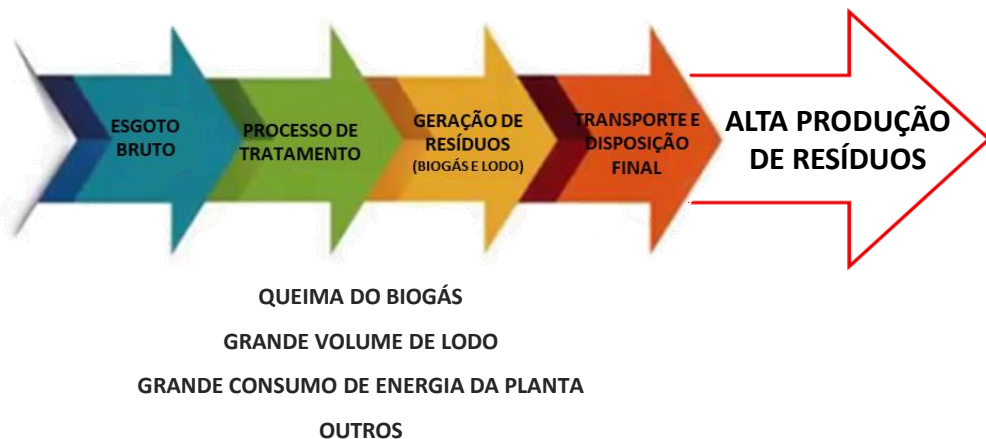 ESGOTO
BRUTO
PROCESSO DE
TRATAMENTO
GERAÇÃO DE
RESÍDUOS
(BIOGÁS E LODO)
TRANSPORTE E
DISPOSIÇÃO
FINAL
ALTA PRODUÇÃO
DE RESÍDUOS
QUEIMA DO BIOGÁS
GRANDE VOLUME DE LODO
GRANDE CONSUMO DE ENERGIA DA PLANTA
OUTROS